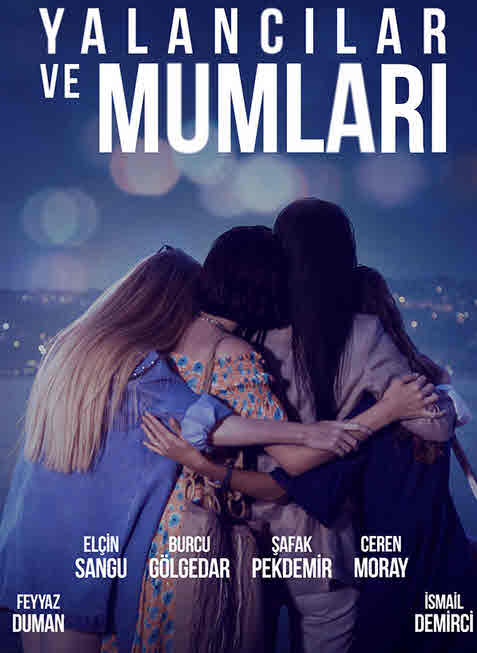 YALANCILAR
VE MUMLARI
ELÇİN SANGU
BURCU GÖLGEDAR
ŞAFAK PEKDEMİR
CEREN MORAY
FEYYAZ DUMAN
İSMAİL DEMİRCİ